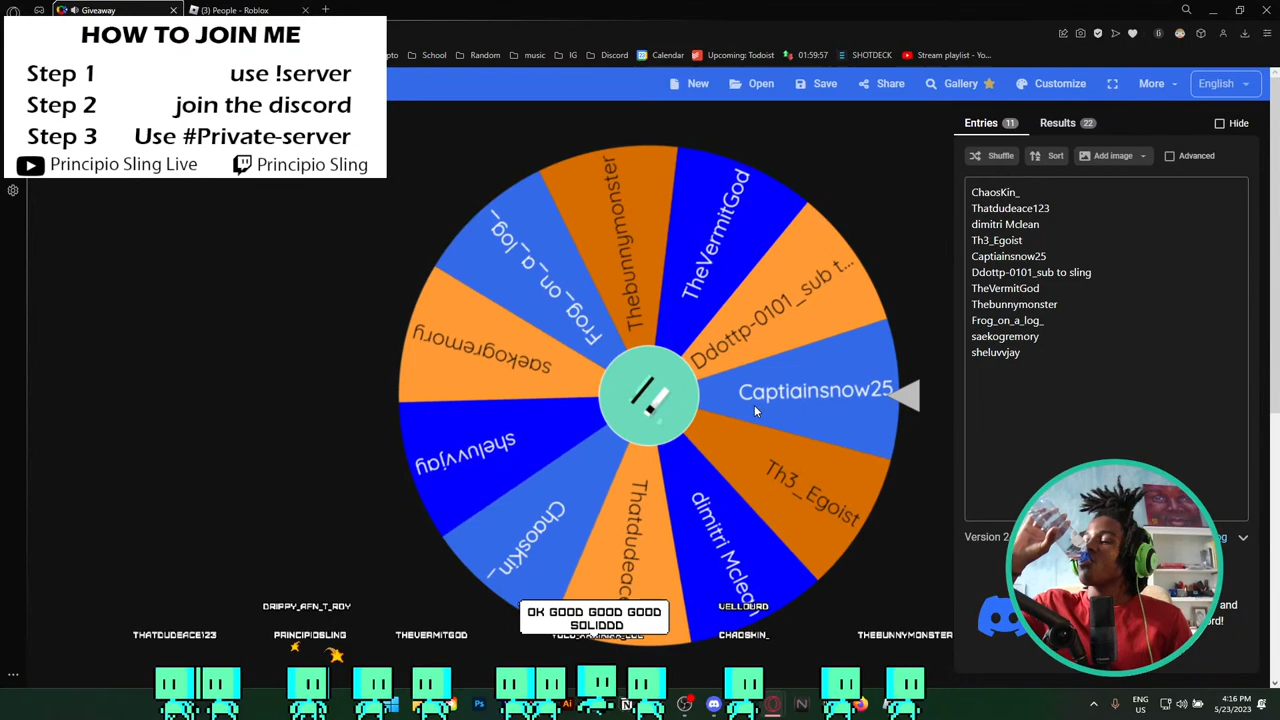 Giveaway
People - Roblox
HOW TO JOIN ME
Step 1 use !server
Step 2 join the discord
Step 3 Use #Private-server
Principio Sling Live Principio Sling
School Random music IG Discord Calendar Upcoming: Todoist 01:59:57 SHOTDECK Stream playlist - Yo...
New Open Save Share Gallery Customize More English
Entries 11 Results 22 Hide
Shuffle Sort Add image Advanced
ChaosKin_
Thatdudeace123
dimitri Mclean
Th3_Egoist
Captiainsnow25
Ddottp-0101_sub to sling
TheVermitGod
Thebunnymonster
Frog_on_a_log_
saekogremory
sheluvvjay
Thebunnymonster
TheVermitGod
Ddottp-0101_sub t...
Captiainsnow25
Th3_Egoist
dimitri Mclean
Thatdudeace
ChaosKin_
sheluvvjay
saekogremory
Frog_on_a_log_
Version 2
and
ord!
OK GOOD GOOD GOOD
SOLIDDD
DRIPPY_AFN_T_ROY
VELLOURD
THATDUDEACE123 PRINCIPIOSLING THEVERMITGOD CHAOSKIN_ THEBUNNYMONSTER
ENG
US
4:16 PM
5/23/2023